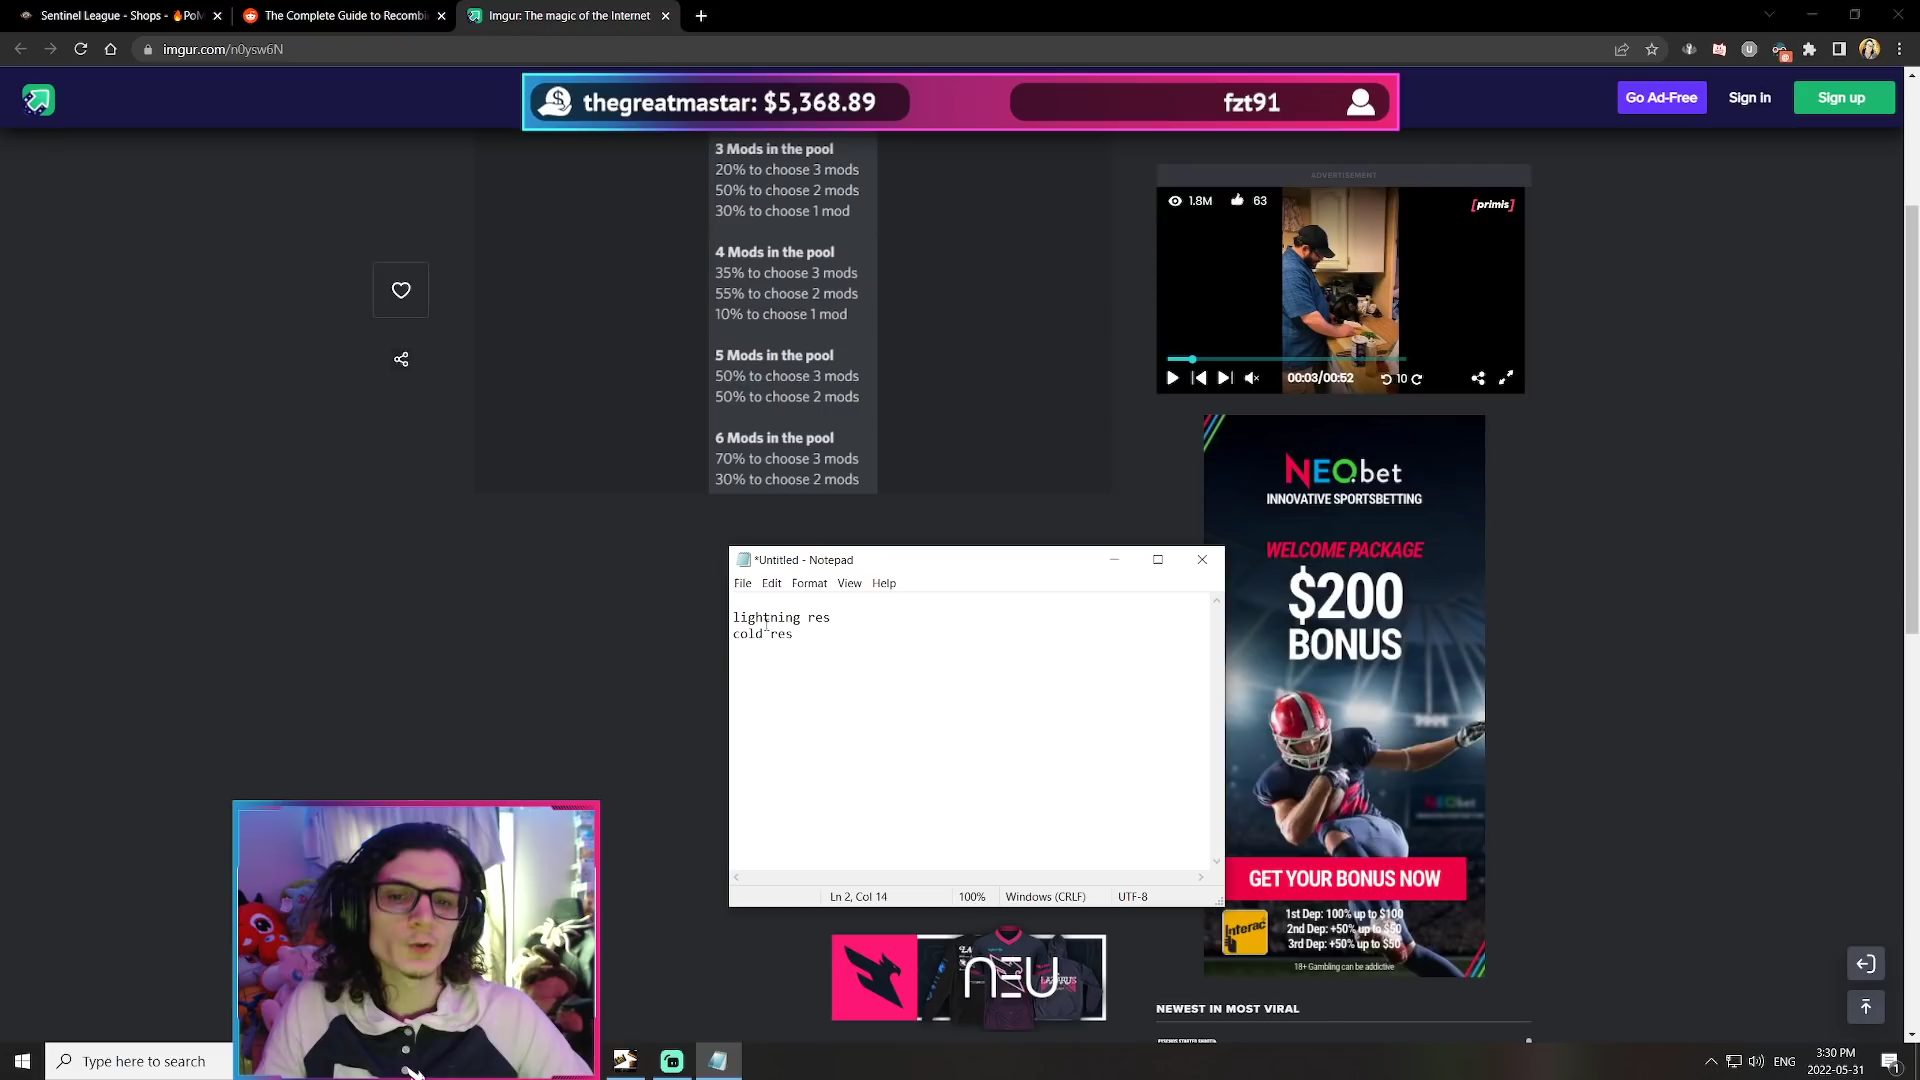 Sentinel League - Shops - 🔥PoM
The Complete Guide to Recombi
Imgur: The magic of the Internet
imgur.com/n0ysw6N
thegreatmastar: $5,368.89
fzt91
Go Ad-Free
Sign in
Sign up
3 Mods in the pool
20% to choose 3 mods
50% to choose 2 mods
30% to choose 1 mod
4 Mods in the pool
35% to choose 3 mods
55% to choose 2 mods
10% to choose 1 mod
5 Mods in the pool
50% to choose 3 mods
50% to choose 2 mods
6 Mods in the pool
70% to choose 3 mods
30% to choose 2 mods
ADVERTISEMENT
1.8M
63
[primis]
00:03/00:52
10
NEO.bet
INNOVATIVE SPORTSBETTING
WELCOME PACKAGE
$200
BONUS
NEObet
GET YOUR BONUS NOW
Interac
1st Dep: 100% up to $100
2nd Dep: +50% up to $50
3rd Dep: +50% up to $50
18+ Gambling can be addictive
*Untitled - Notepad
File Edit Format View Help
lightning res
cold res
Ln 2, Col 14
100%
Windows (CRLF)
UTF-8
NEU
NEWEST IN MOST VIRAL
Type here to search
ENG
3:30 PM
2022-05-31
1